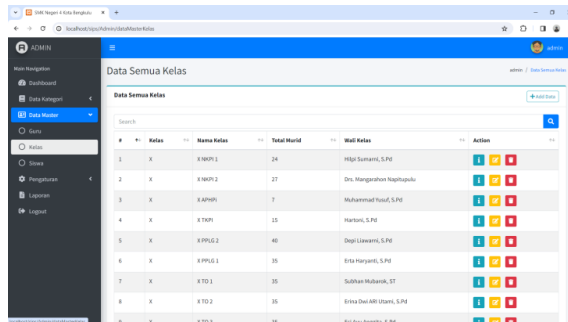 SMK Negeri 4 Kota Bengkulu
localhost/sips/Admin/dataMasterKelas
ADMIN
admin
Main Navigation
Dashboard
Data Kategori
Data Master
Guru
Kelas
Siswa
Pengaturan
Laporan
Logout
Data Semua Kelas
admin / Data Semua Kelas
Data Semua Kelas
+ Add Data
Search
# Kelas Nama Kelas Total Murid Wali Kelas Action
1 X X NKPI 1 24 Hilpi Sumarni, S.Pd
2 X X NKPI 2 27 Drs. Mangarahon Napitupulu
3 X X APHPi 7 Muhammad Yusuf, S.Pd
4 X X TKPI 15 Hartoni, S.Pd
5 X X PPLG 2 40 Depi Liawarni, S.Pd
6 X X PPLG 1 35 Erta Haryanti, S.Pd
7 X X TO 1 35 Subhan Mubarok, ST
8 X X TO 2 35 Erina Dwi ARI Utami, S.Pd